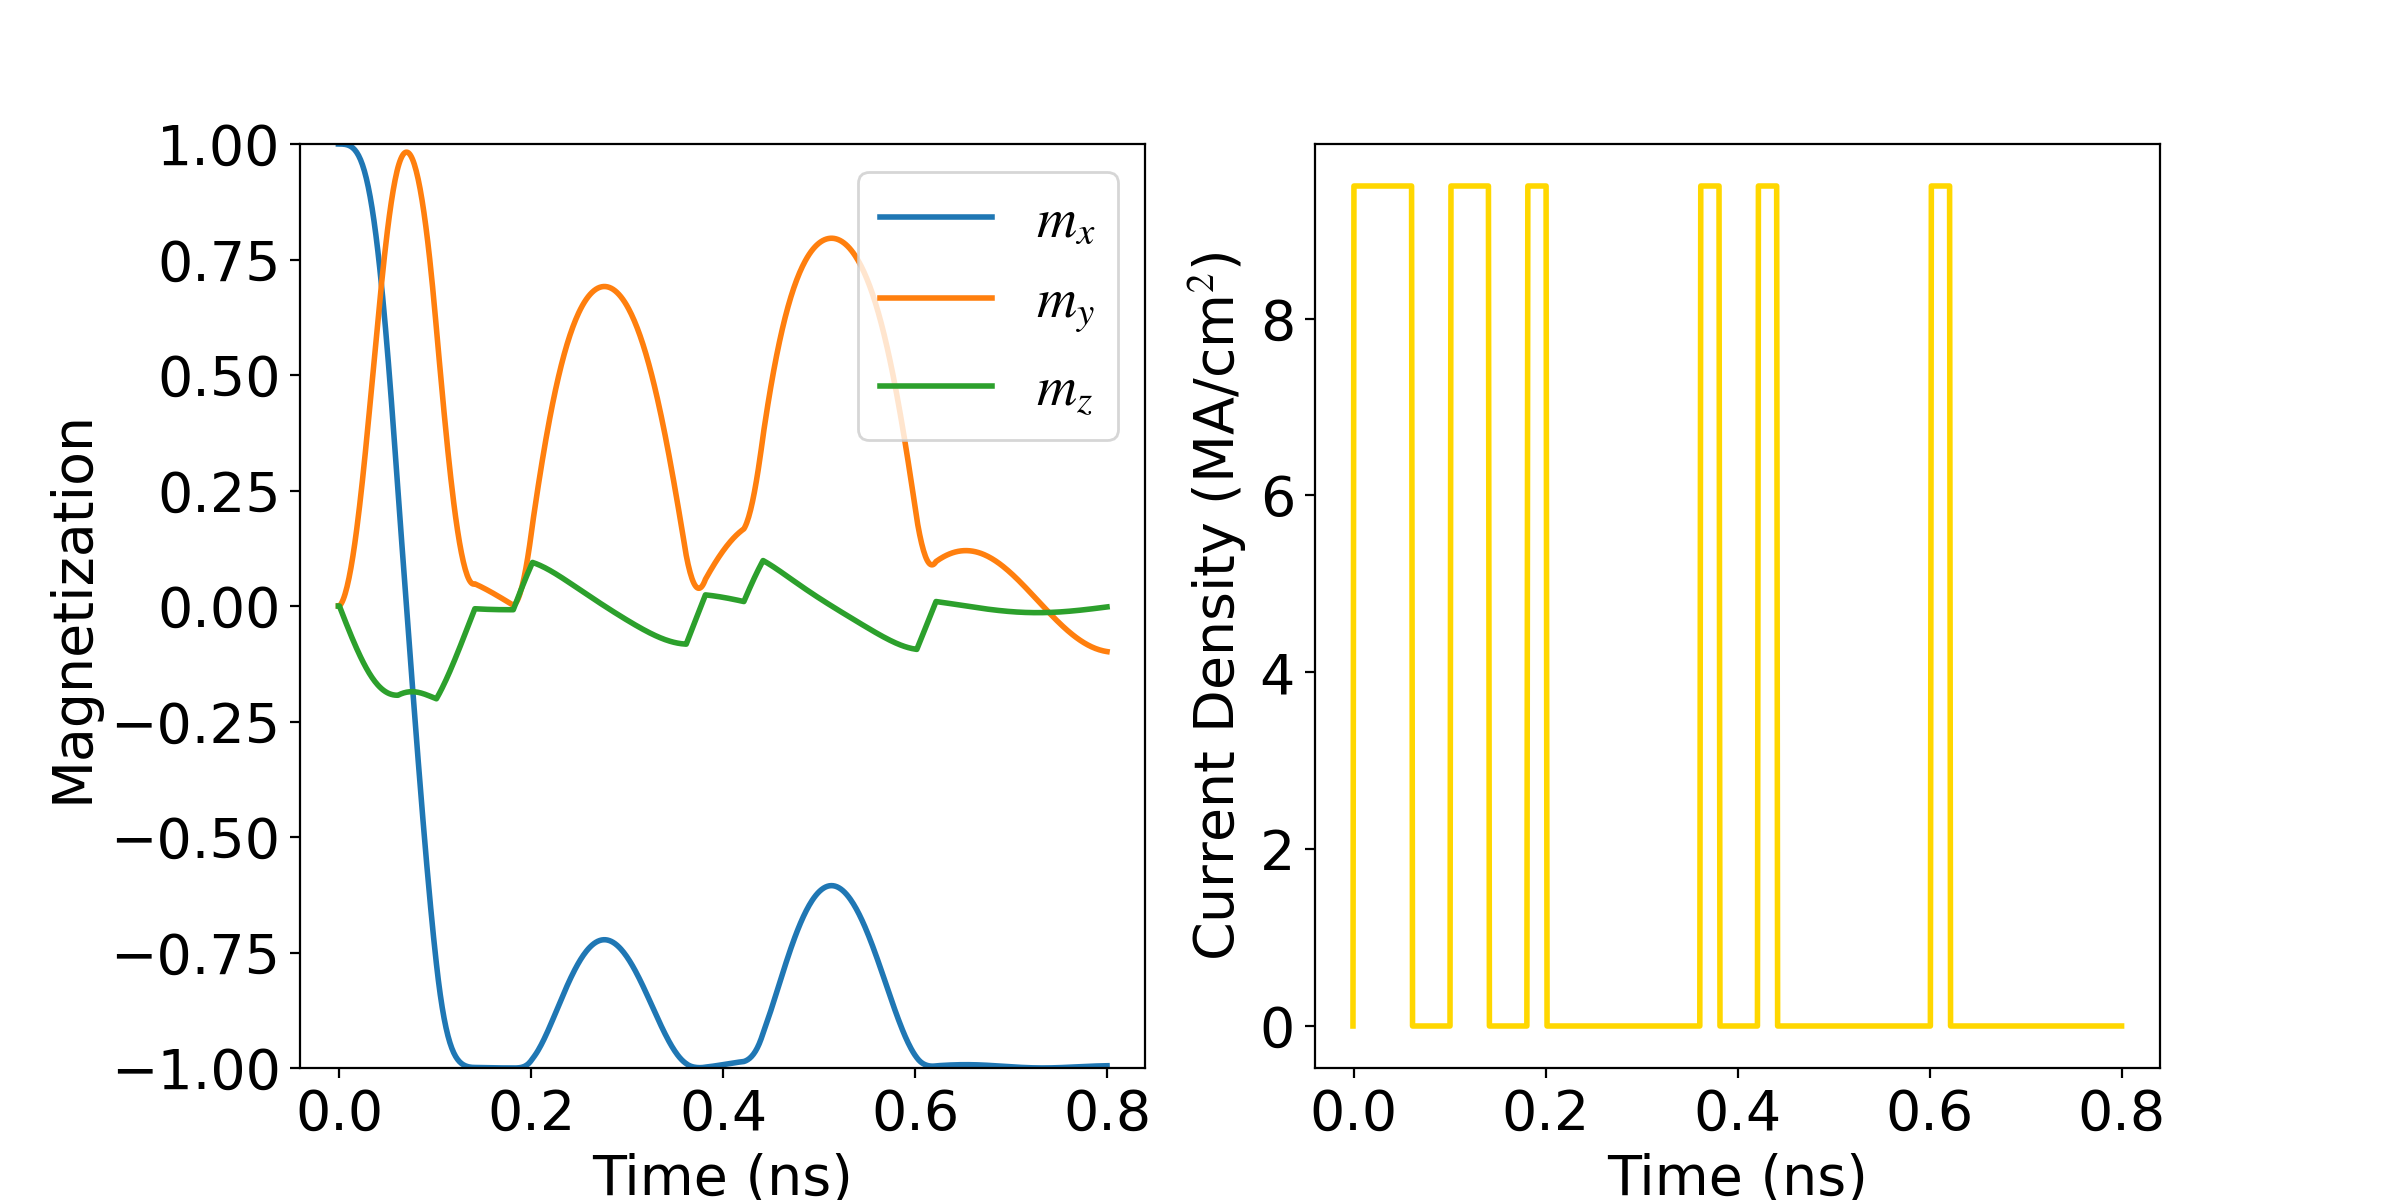 Magnetization
1.00
0.75
0.50
0.25
0.00
−0.25
−0.50
−0.75
−1.00
0.0 0.2 0.4 0.6 0.8
Time (ns)
m_x
m_y
m_z
Current Density (MA/cm²)
8
6
4
2
0
0.0 0.2 0.4 0.6 0.8
Time (ns)